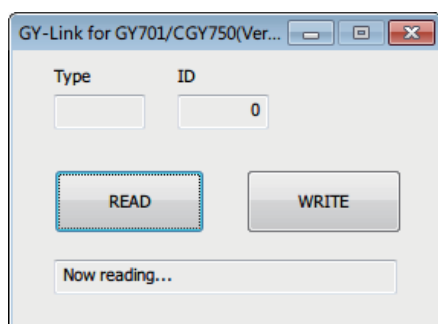 GY-Link for GY701/CGY750(Ver...
Type ID
0
READ WRITE
Now reading...